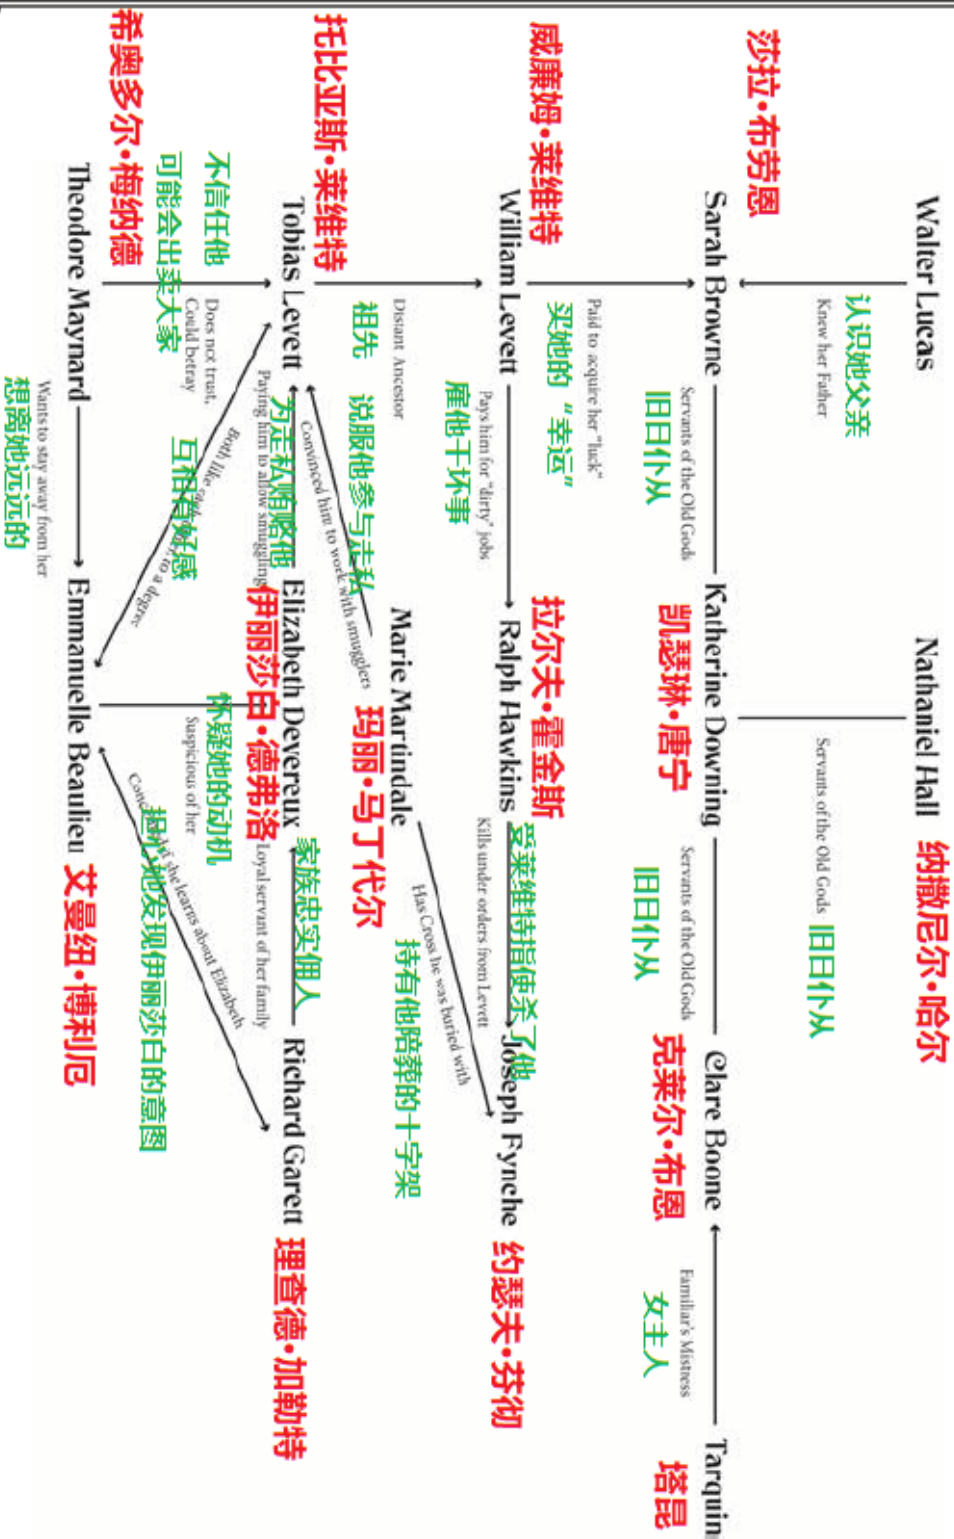 Walter Lucas
Nathaniel Hall
纳撒尼尔·哈尔
认识她父亲
Knew her Father
Servants of the Old Gods
旧日仆从
莎拉·布劳恩
Sarah Browne
Servants of the Old Gods
旧日仆从
Katherine Downing
凯瑟琳·唐宁
Servants of the Old Gods
旧日仆从
Clare Boone
克莱尔·布恩
Familiar's Mistress
女主人
Tarquin
塔昆
Paid to acquire her "luck"
买她的“幸运”
威廉姆·莱维特
William Levett
Pays him for "dirty" jobs
雇他干坏事
拉尔夫·霍金斯
Ralph Hawkins
受莱维特指使杀了他
Kills under orders from Levett
Joseph Fynche
约瑟夫·芬彻
Distant Ancestor
祖先
说服他参与走私
Convinced him to work with smugglers
Marie Martindale
玛丽·马丁代尔
Has Cross he was buried with
持有他陪葬的十字架
托比亚斯·莱维特
Tobias Levett
为走私贿赂他
Paying him to allow smuggling
Elizabeth Devereux
伊丽莎白·德弗洛
家族忠实佣人
Loyal servant of her family
Richard Garett
理查德·加勒特
不信任他
可能会出卖大家
Does not trust,
Could betray
互相有好感
Both like each other, to a degree
怀疑她的动机
Suspicious of her
担心她发现伊丽莎白的意图
Concerned if she learns about Elizabeth
希奥多尔·梅纳德
Theodore Maynard
Wants to stay away from her
想离她远远的
Emmanuelle Beaulieu
艾曼纽·博利厄